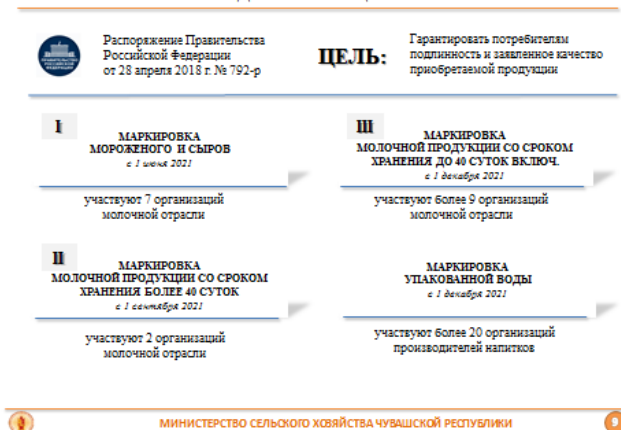 Распоряжение Правительства
Российской Федерации
от 28 апреля 2018 г. № 792-р
ЦЕЛЬ:
Гарантировать потребителям
подлинность и заявленное качество
приобретаемой продукции
I
МАРКИРОВКА
МОРОЖЕНОГО И СЫРОВ
с 1 июня 2021
участвуют 7 организаций
молочной отрасли
II
МАРКИРОВКА
МОЛОЧНОЙ ПРОДУКЦИИ СО СРОКОМ
ХРАНЕНИЯ БОЛЕЕ 40 СУТОК
с 1 сентября 2021
участвуют 2 организаций
молочной отрасли
III
МАРКИРОВКА
МОЛОЧНОЙ ПРОДУКЦИИ СО СРОКОМ
ХРАНЕНИЯ ДО 40 СУТОК ВКЛЮЧ.
с 1 декабря 2021
участвуют более 9 организаций
молочной отрасли
МАРКИРОВКА
УПАКОВАННОЙ ВОДЫ
с 1 декабря 2021
участвуют более 20 организаций
производителей напитков
МИНИСТЕРСТВО СЕЛЬСКОГО ХОЗЯЙСТВА ЧУВАШСКОЙ РЕСПУБЛИКИ
9